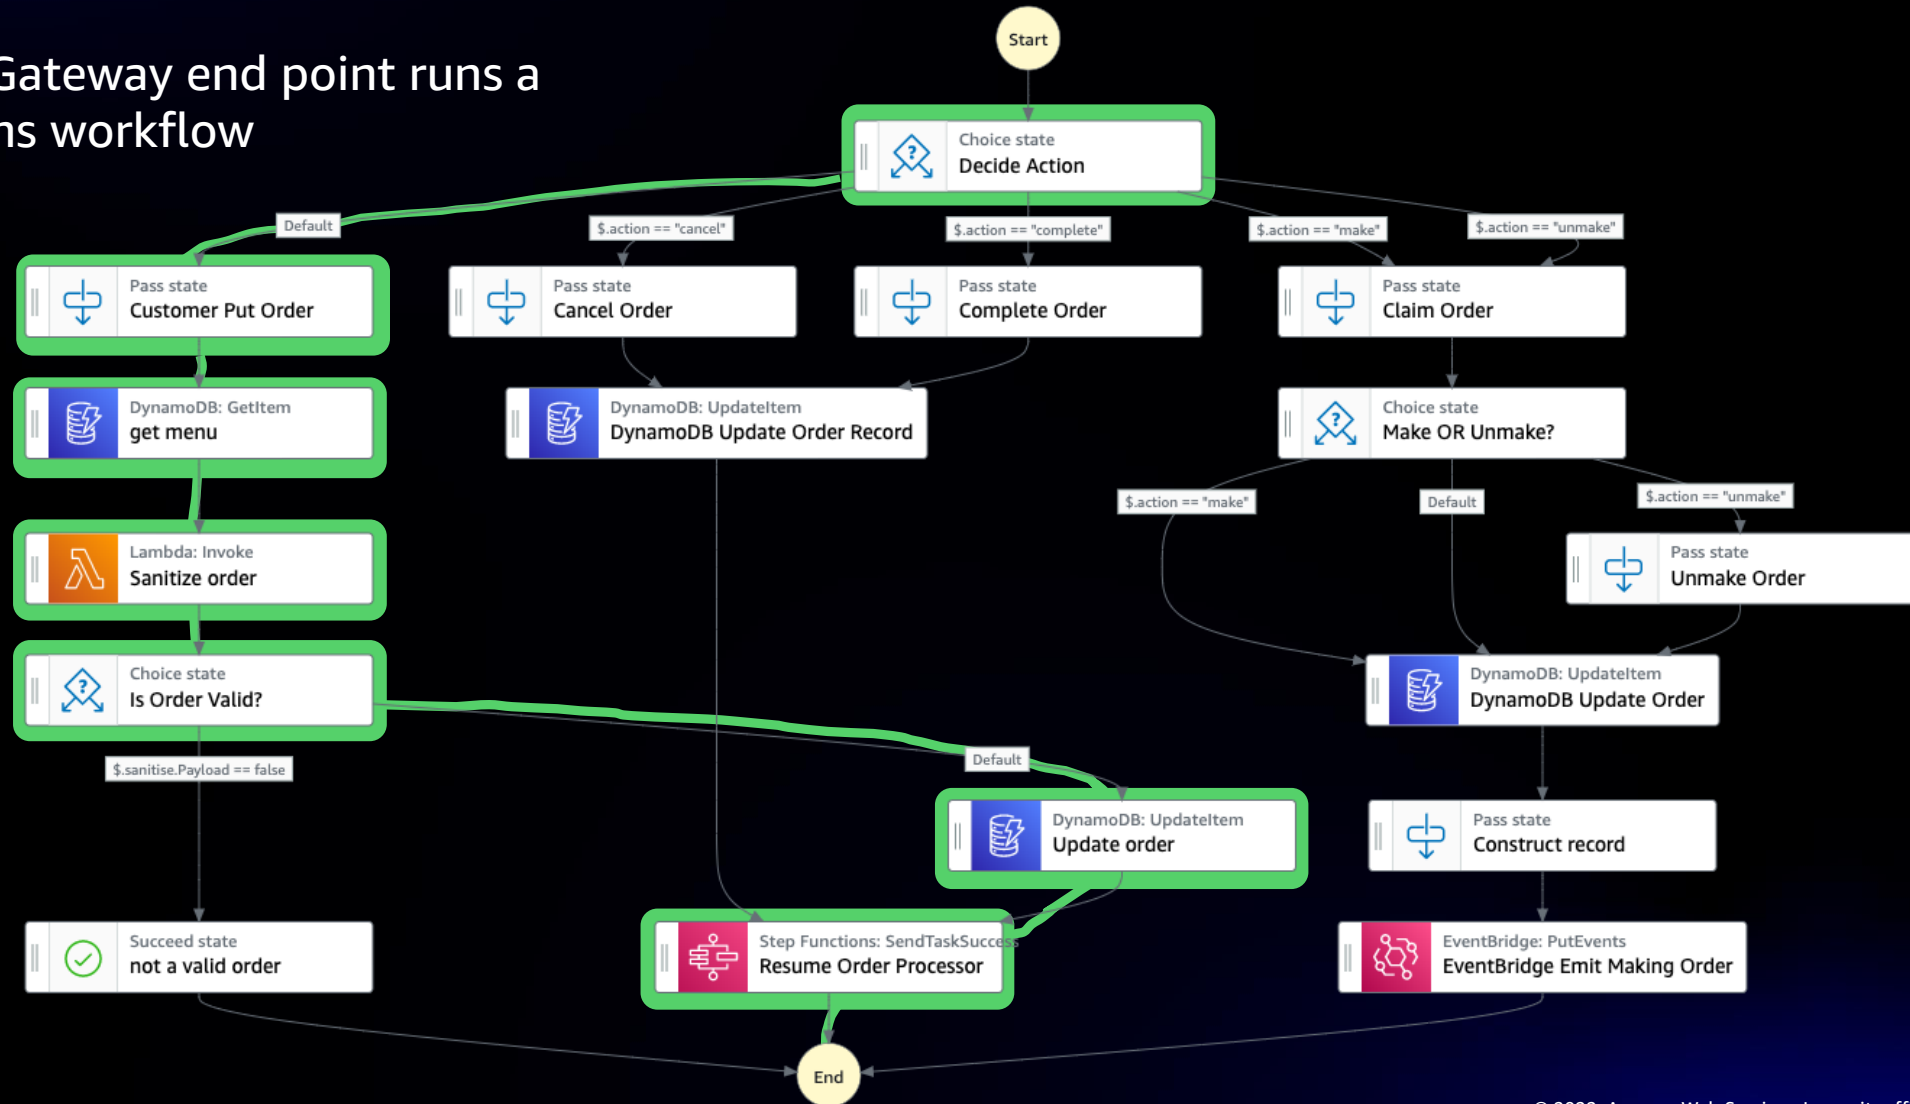 Gateway end point runs a
ns workflow
Start
Choice state
Decide Action
Default
$.action == "cancel"
$.action == "complete"
$.action == "make"
$.action == "unmake"
Pass state
Customer Put Order
Pass state
Cancel Order
Pass state
Complete Order
Pass state
Claim Order
DynamoDB: GetItem
get menu
DynamoDB: UpdateItem
DynamoDB Update Order Record
Choice state
Make OR Unmake?
$.action == "make"
Default
$.action == "unmake"
Lambda: Invoke
Sanitize order
Pass state
Unmake Order
Choice state
Is Order Valid?
DynamoDB: UpdateItem
DynamoDB Update Order
$.sanitise.Payload == false
Default
DynamoDB: UpdateItem
Update order
Pass state
Construct record
Succeed state
not a valid order
Step Functions: SendTaskSuccess
Resume Order Processor
EventBridge: PutEvents
EventBridge Emit Making Order
End